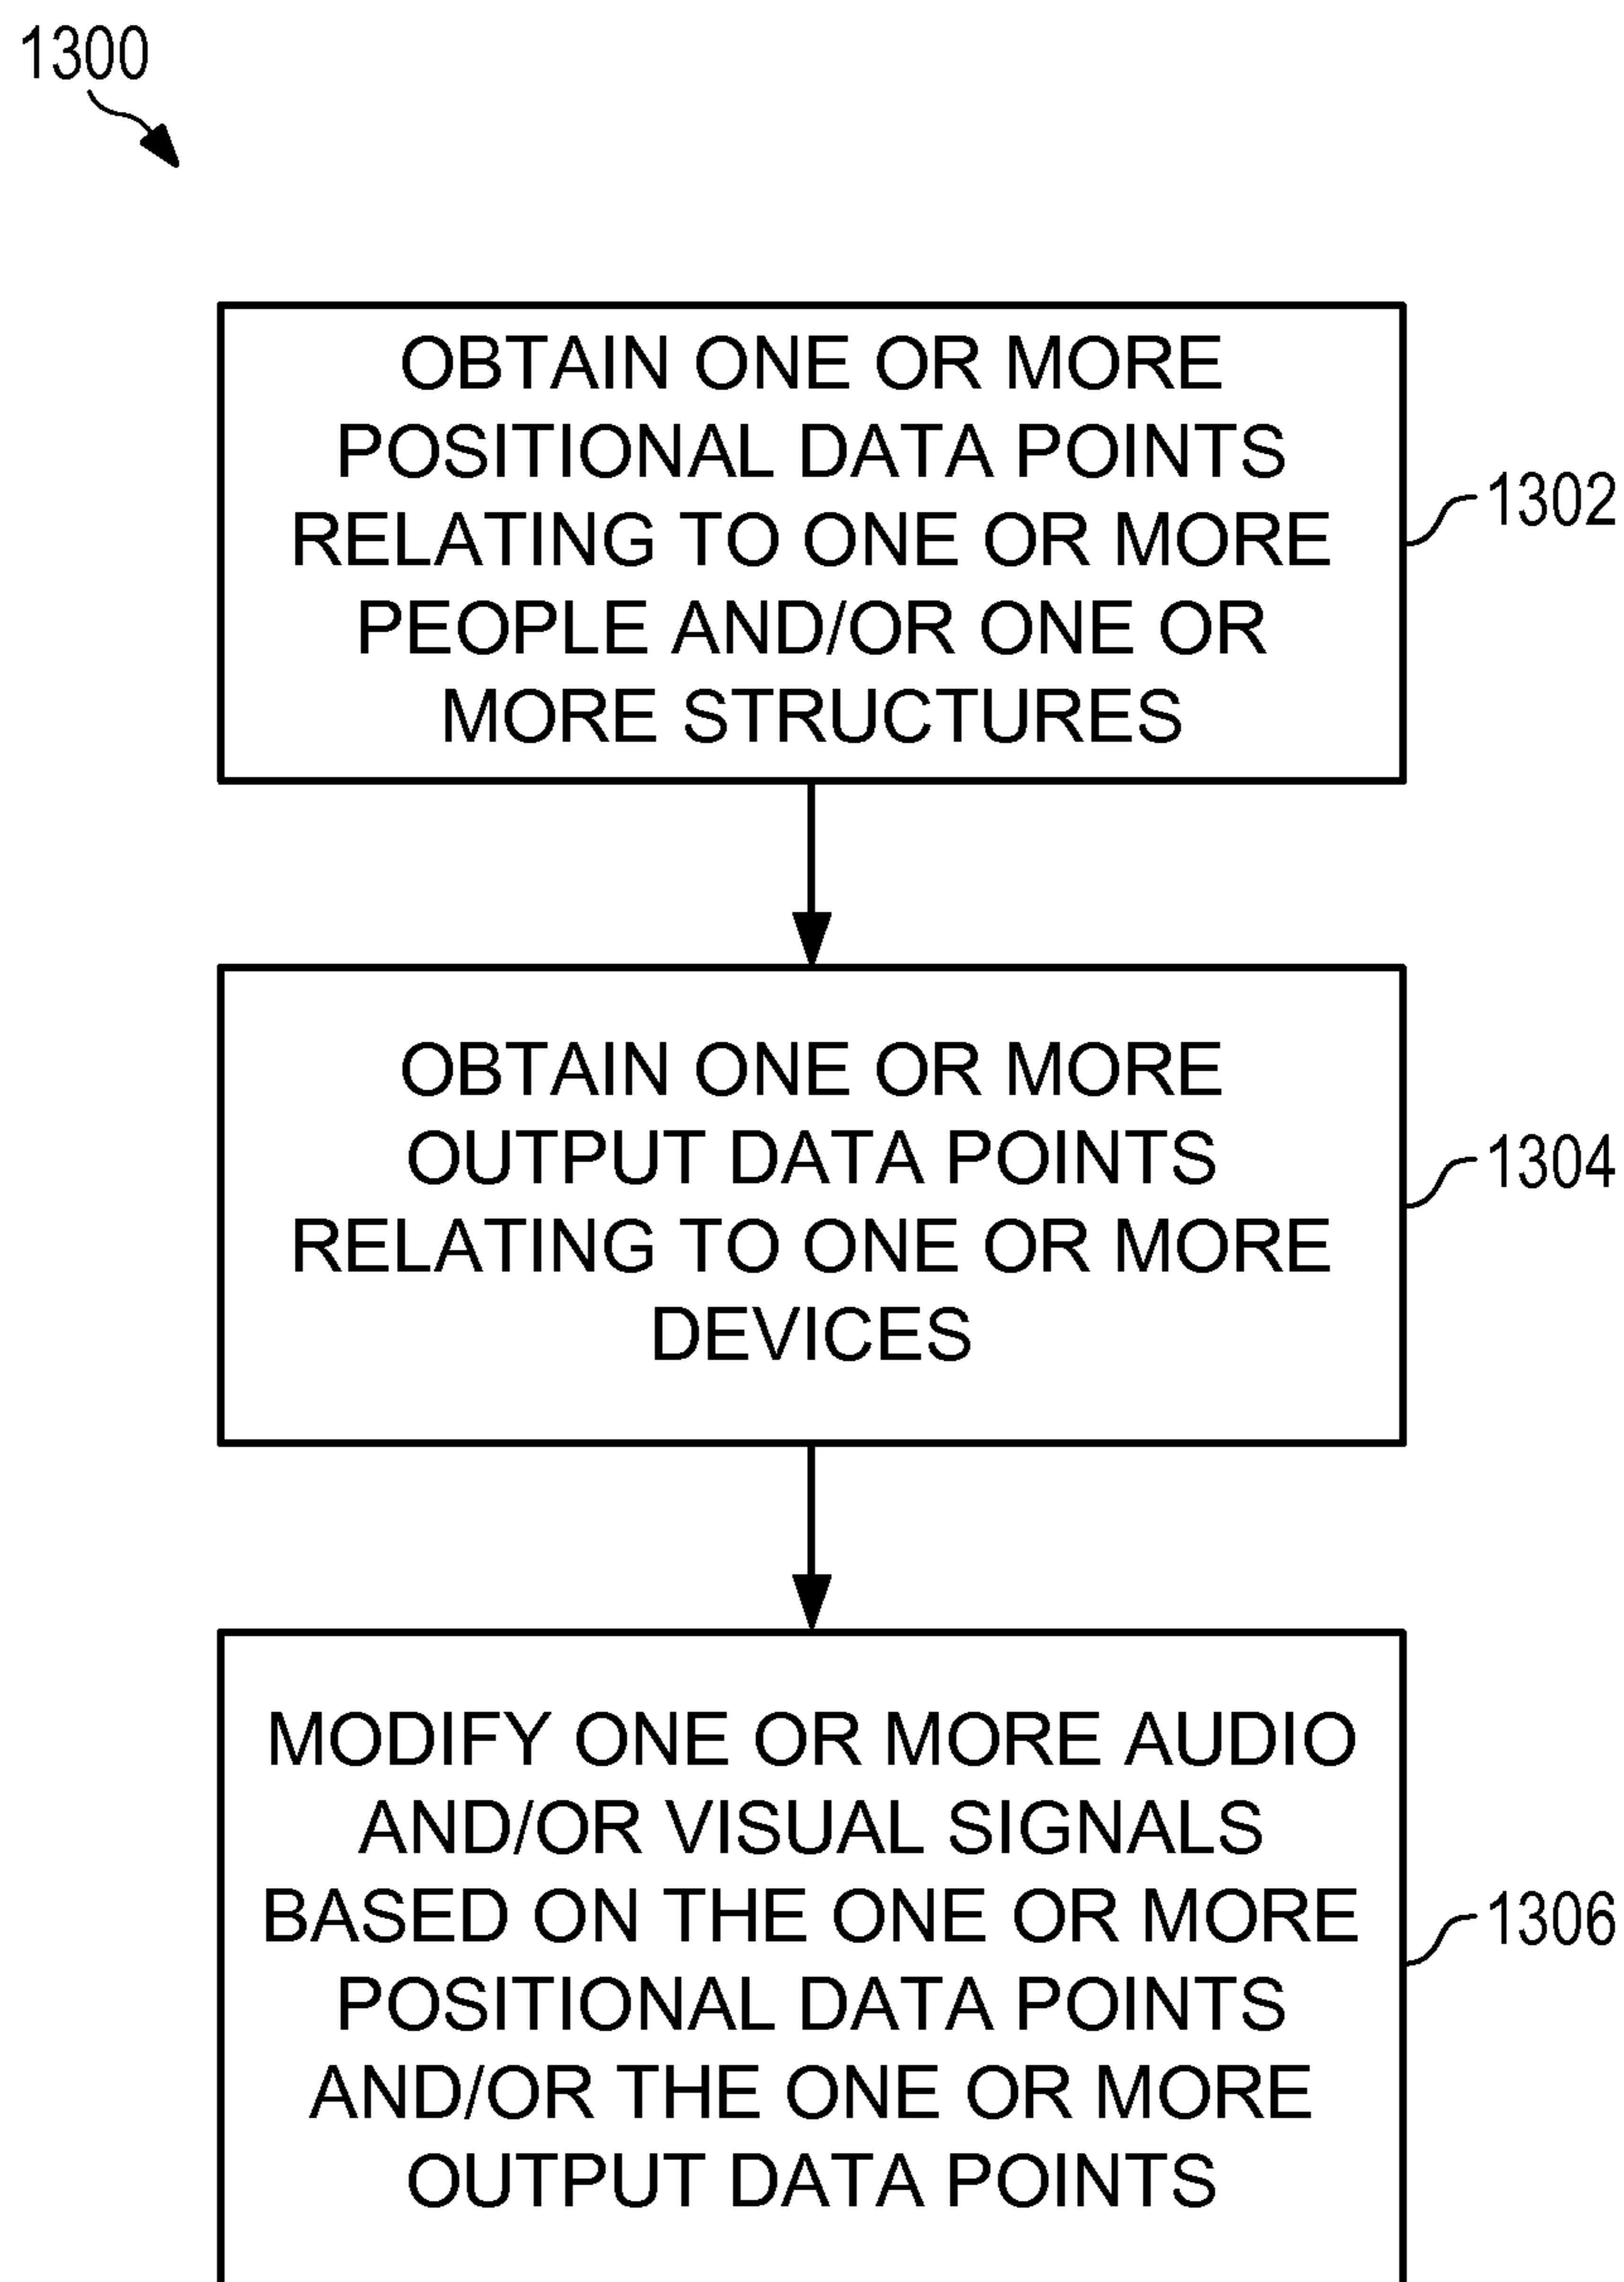 1300
OBTAIN ONE OR MORE
POSITIONAL DATA POINTS
RELATING TO ONE OR MORE
PEOPLE AND/OR ONE OR
MORE STRUCTURES
1302
OBTAIN ONE OR MORE
OUTPUT DATA POINTS
RELATING TO ONE OR MORE
DEVICES
1304
MODIFY ONE OR MORE AUDIO
AND/OR VISUAL SIGNALS
BASED ON THE ONE OR MORE
POSITIONAL DATA POINTS
AND/OR THE ONE OR MORE
OUTPUT DATA POINTS
1306